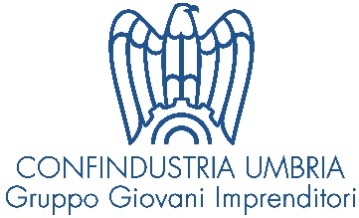 CONFINDUSTRIA UMBRIA
Gruppo Giovani Imprenditori